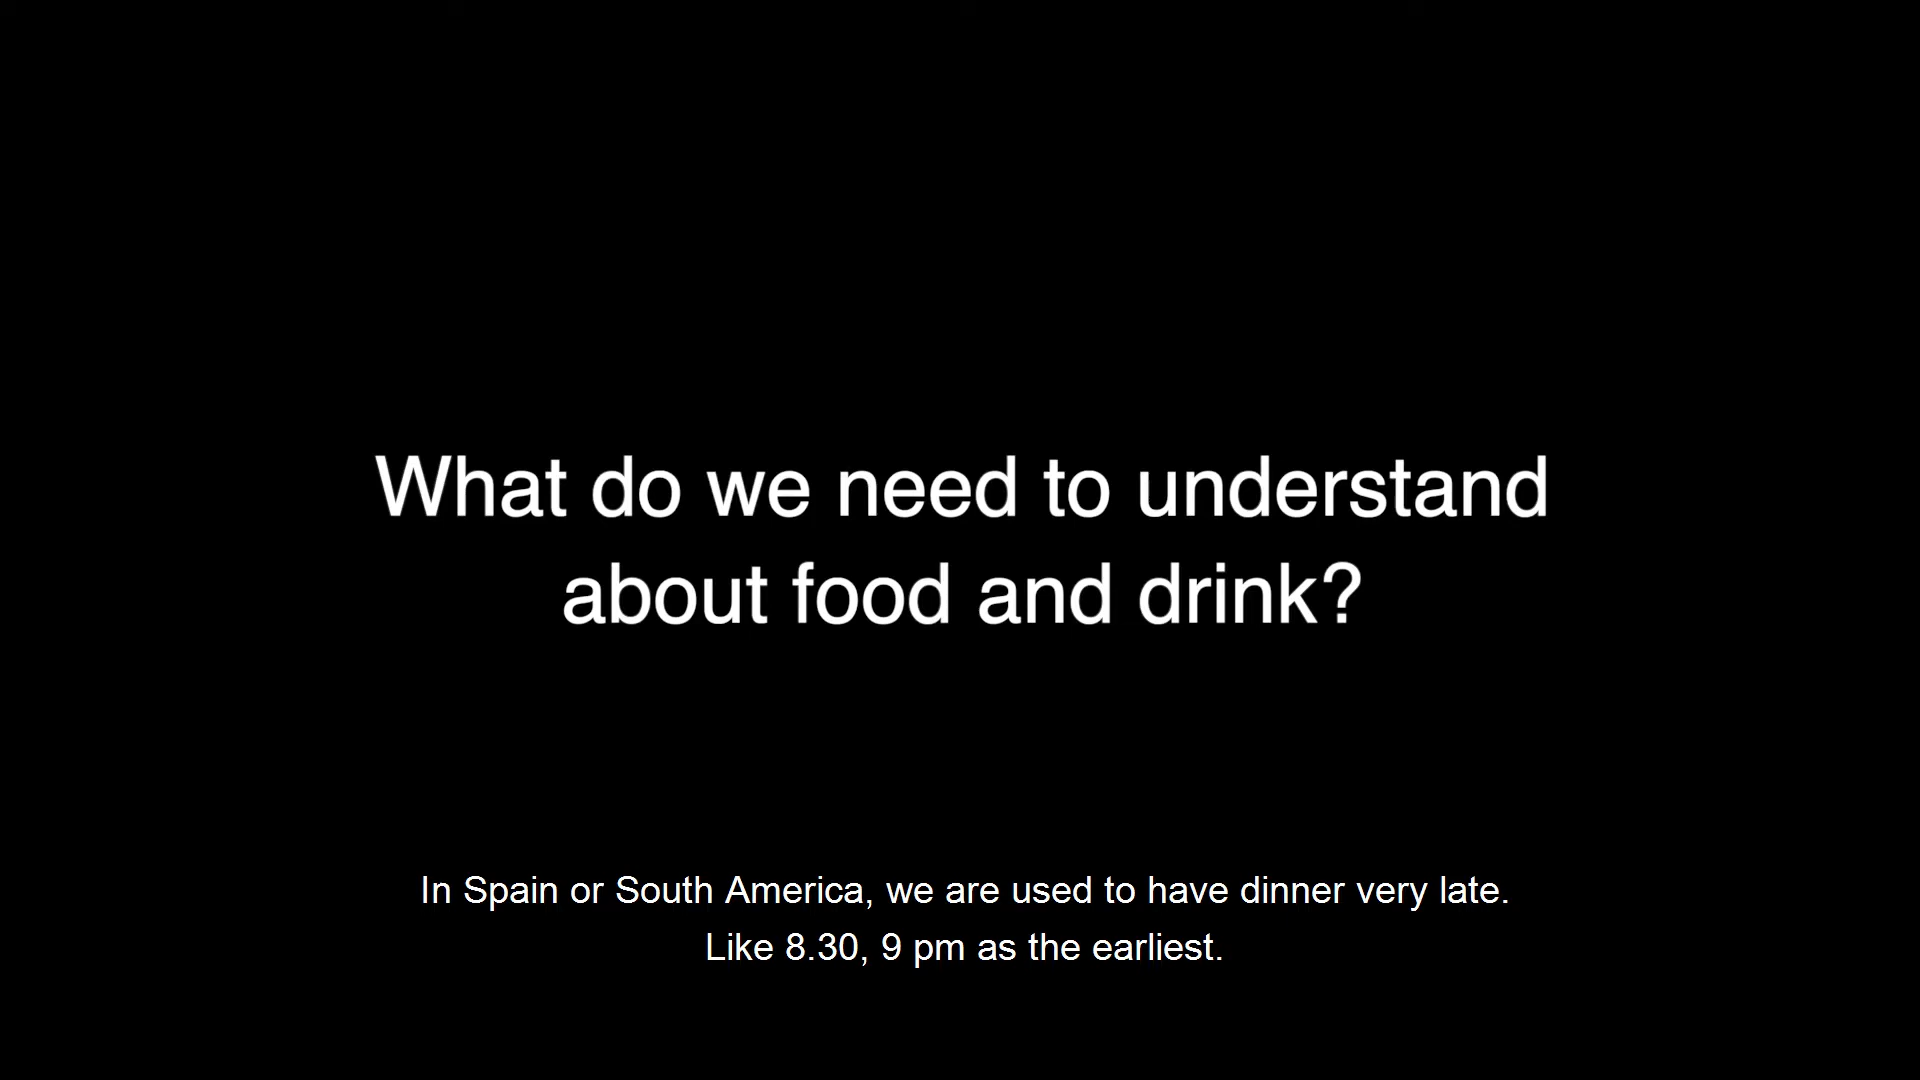 What do we need to understand
about food and drink?
In Spain or South America, we are used to have dinner very late.
Like 8.30, 9 pm as the earliest.